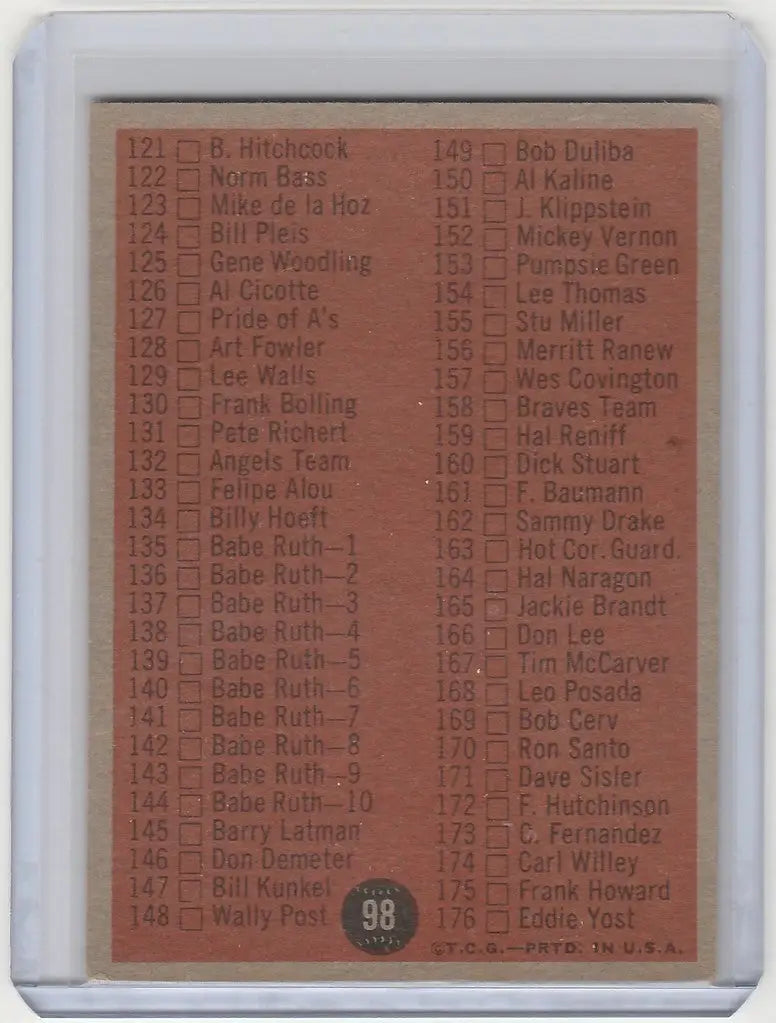 121 B. Hitchcock
122 Norm Bass
123 Mike de la Hoz
124 Bill Pleis
125 Gene Woodling
126 Al Cicotte
127 Pride of A's
128 Art Fowler
129 Lee Walls
130 Frank Bolling
131 Pete Richert
132 Angels Team
133 Felipe Alou
134 Billy Hoeft
135 Babe Ruth—1
136 Babe Ruth—2
137 Babe Ruth—3
138 Babe Ruth—4
139 Babe Ruth—5
140 Babe Ruth—6
141 Babe Ruth—7
142 Babe Ruth—8
143 Babe Ruth—9
144 Babe Ruth—10
145 Barry Latman
146 Don Demeter
147 Bill Kunkel
148 Wally Post
98
149 Bob Duliba
150 Al Kaline
151 J. Klippstein
152 Mickey Vernon
153 Pumpsie Green
154 Lee Thomas
155 Stu Miller
156 Merritt Ranew
157 Wes Covington
158 Braves Team
159 Hal Reniff
160 Dick Stuart
161 F. Baumann
162 Sammy Drake
163 Hot Cor. Guard.
164 Hal Naragon
165 Jackie Brandt
166 Don Lee
167 Tim McCarver
168 Leo Posada
169 Bob Cerv
170 Ron Santo
171 Dave Sisler
172 F. Hutchinson
173 C. Fernandez
174 Carl Willey
175 Frank Howard
176 Eddie Yost
©T.C.G.—PRTD. IN U.S.A.